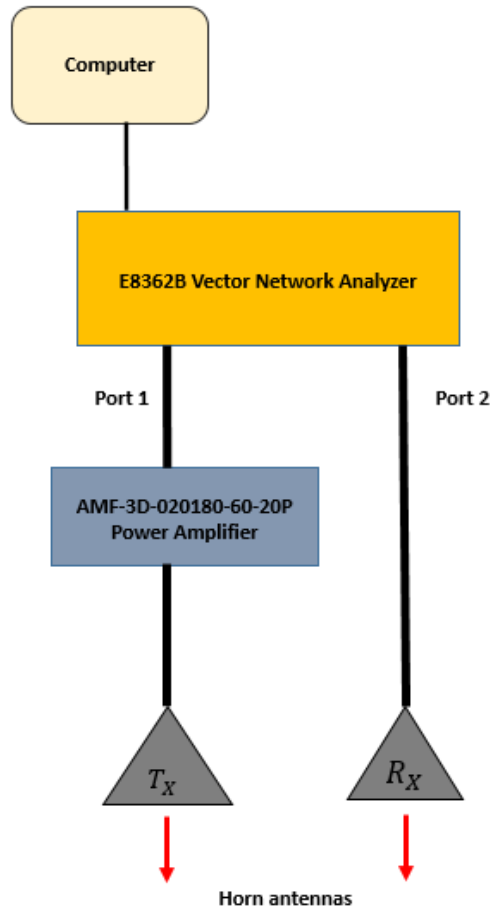 Computer
E8362B Vector Network Analyzer
Port 1
Port 2
AMF-3D-020180-60-20P
Power Amplifier
T_X
R_X
Horn antennas